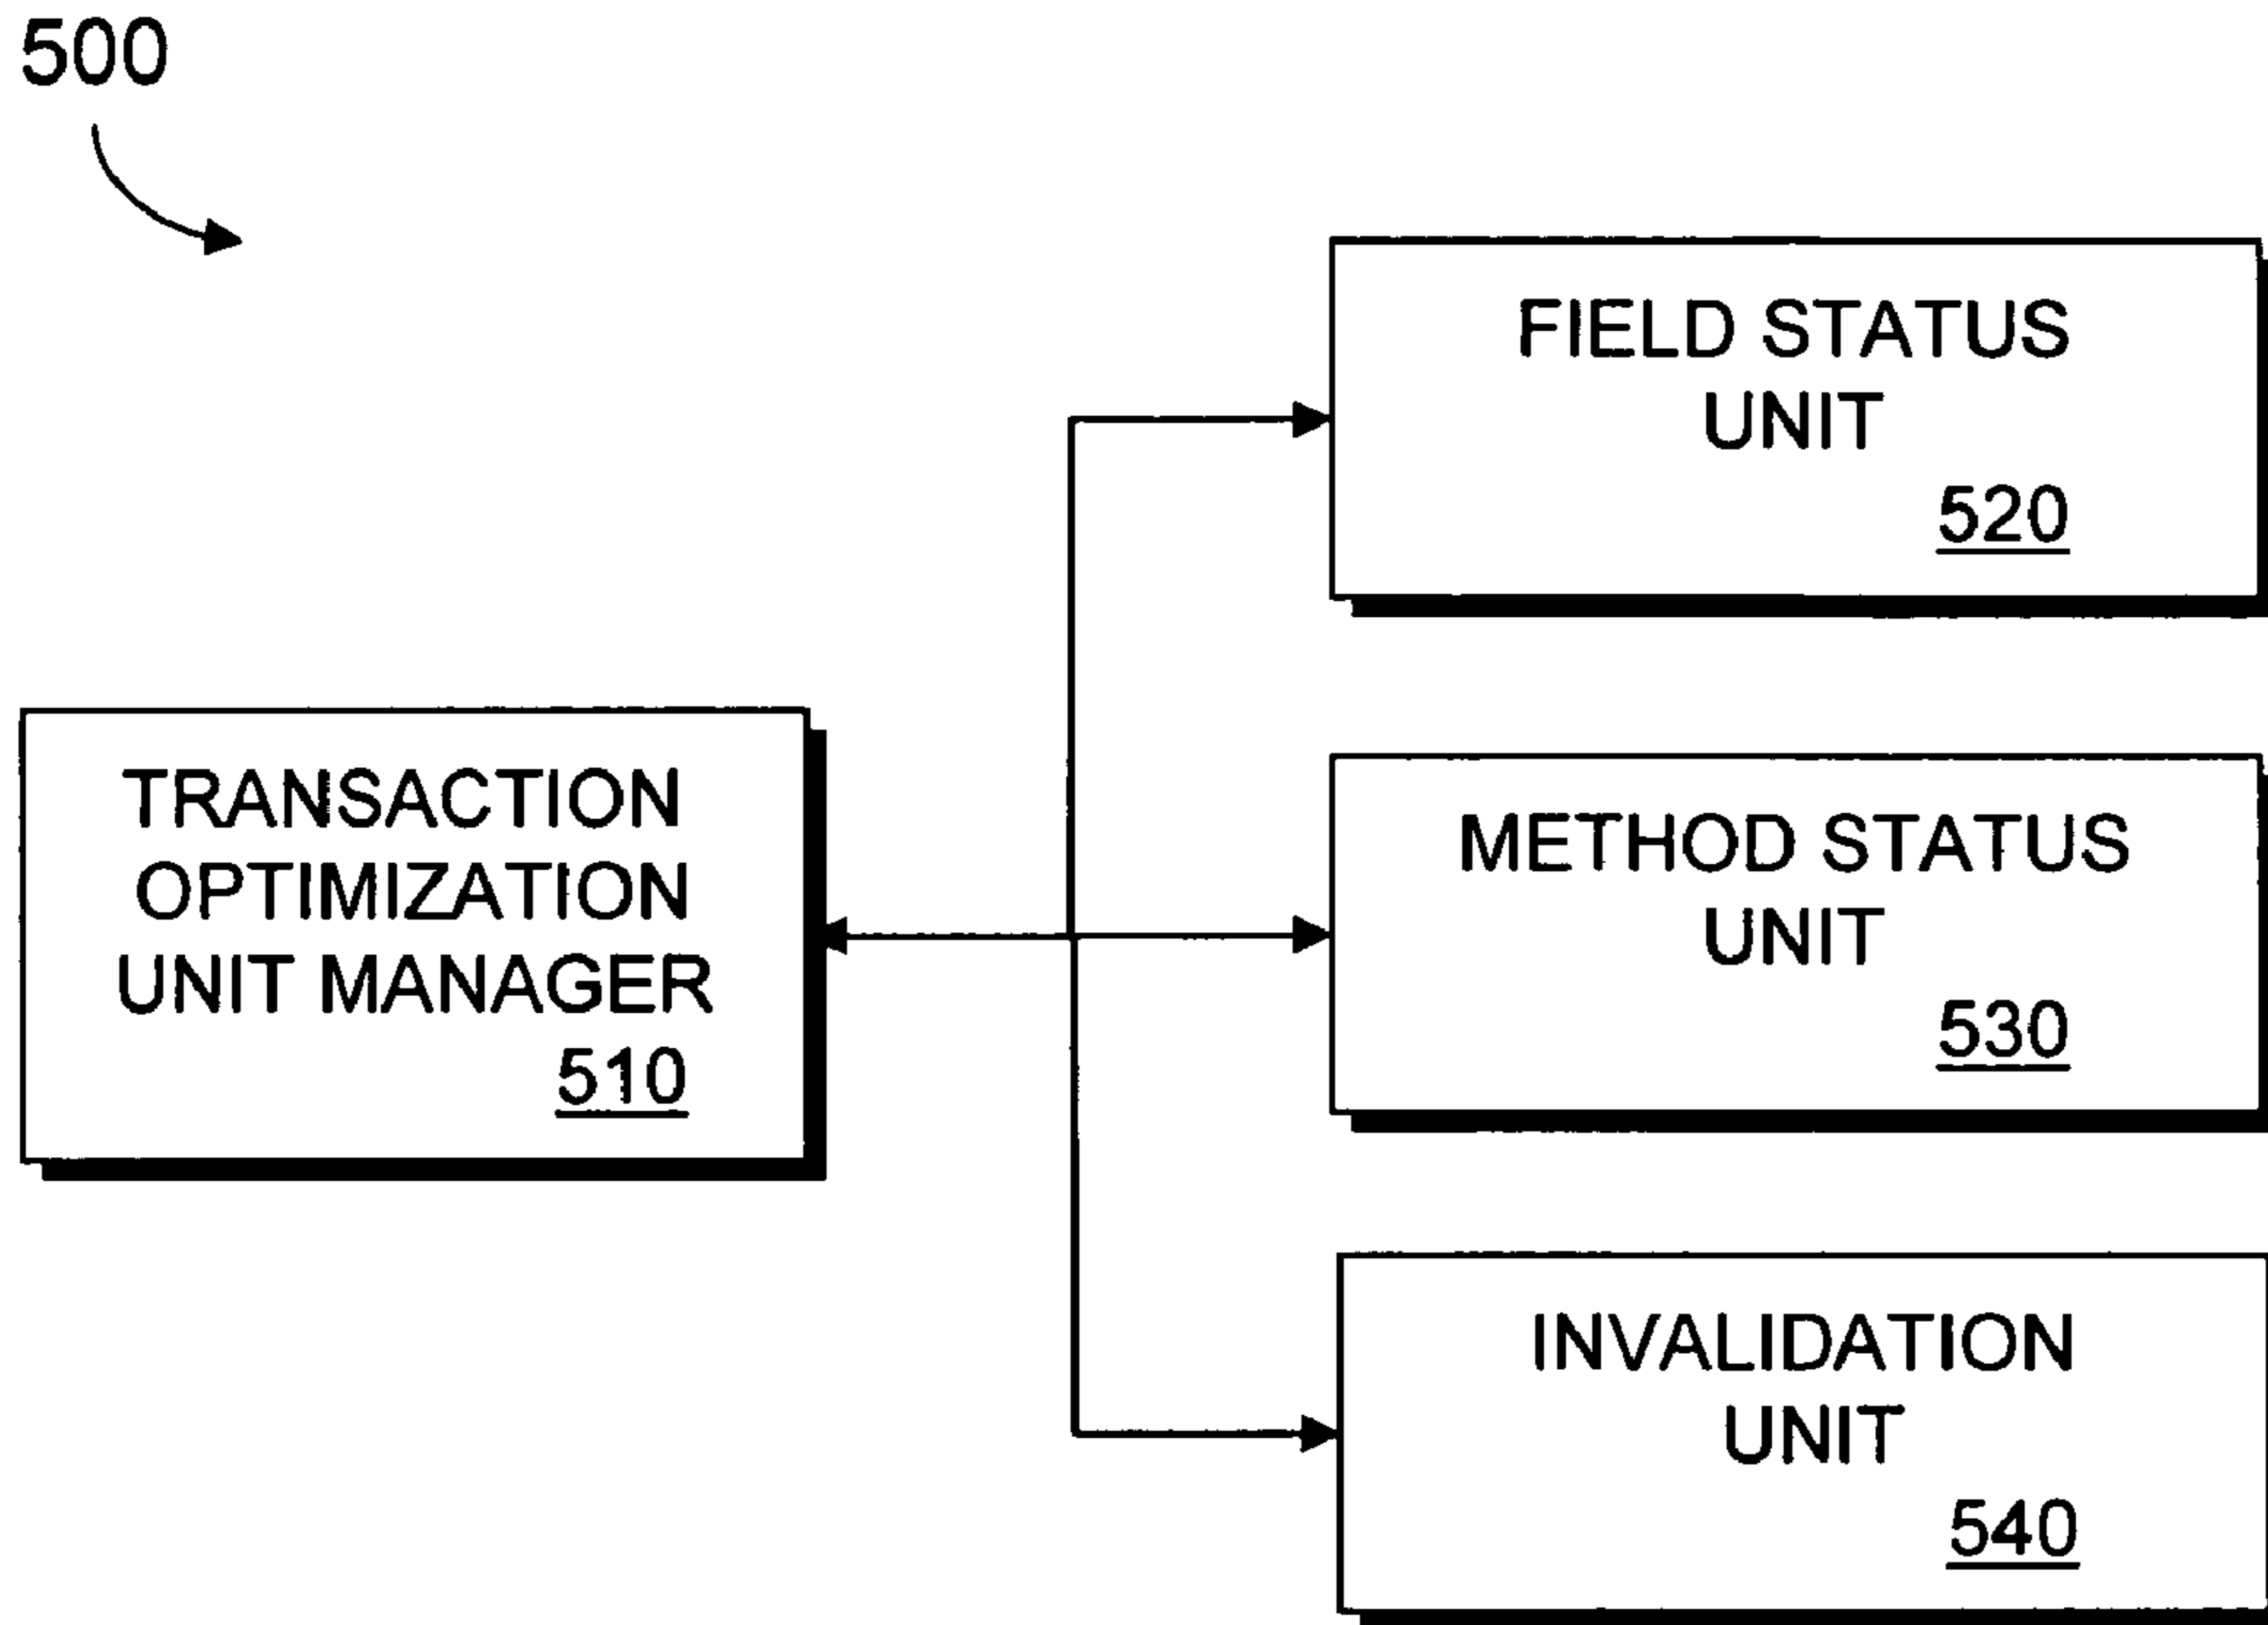 500
TRANSACTION
OPTIMIZATION
UNIT MANAGER
510
FIELD STATUS
UNIT
520
METHOD STATUS
UNIT
530
INVALIDATION
UNIT
540